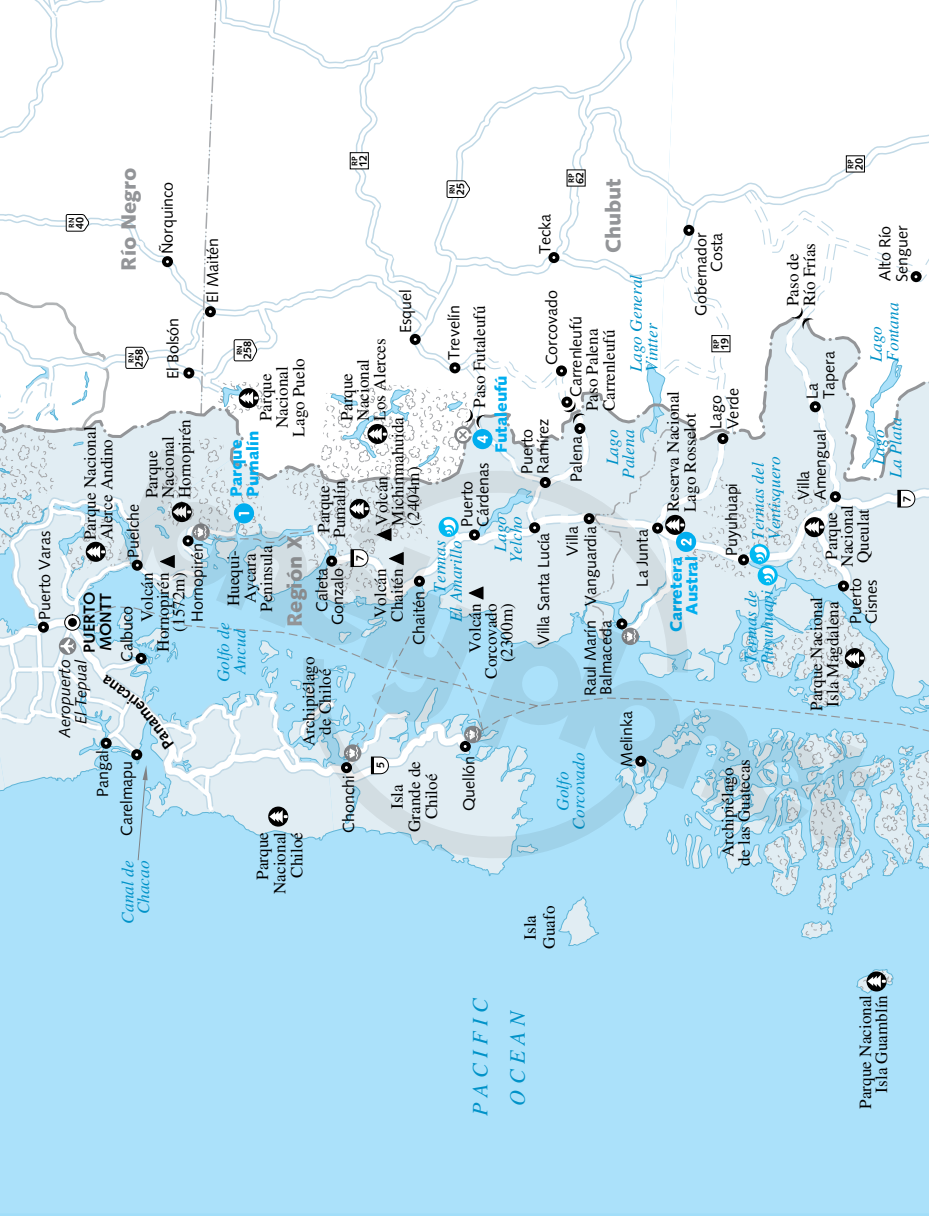 Puerto Varas
PUERTO
MONTT
Aeropuerto
El Tepual
Pangal
Carelmapu
Canal de
Chacao
Panamericana
Calbuco
Parque Nacional
Alerce Andino
Puelche
RN
40
Río Negro
Ñorquinco
RN
258
El Bolsón
El Maitén
RN
258
Parque
Nacional
Hornopirén
Volcán
Hornopirén
(1572m)
Hornopirén
Golfo de
Ancud
1
Parque
Pumalín
Parque
Nacional
Lago Puelo
Huequi-
Aycara
Peninsula
Región X
Parque
Nacional
Chiloé
Archipiélago
de Chiloé
Chonchi
5
Isla
Grande de
Chiloé
Quellón
Caleta
Gonzalo
7
Parque
Pumalín
Parque
Nacional
Los Alerces
RP
12
Volcán
Michinmahuida
(2404m)
Volcán
Chaitén
Chaitén
Esquel
Termas
El Amarillo
Puerto
Cárdenas
RN
25
Trevelin
4
Futaleufú
Paso Futaleufú
Volcán
Corcovado
(2300m)
Lago
Yelcho
Puerto
Ramírez
Villa Santa Lucía
PACIFIC
OCEAN
Isla
Guafo
Golfo
Corcovado
Tecka
Corcovado
RP
62
Carrenleufú
Paso Palena
Carrenleufú
Palena
Villa
Vanguardia
Chubut
Lago
Palena
Lago General
Vintter
Raul Marín
Balmaceda
La Junta
Melinka
Reserva Nacional
Lago Rosselot
2
Carretera
Austral
Gobernador
Costa
RP
19
Lago
Verde
Puyuhuapi
Termas del
Ventisquero
Termas de
Puyuhuapi
Archipiélago
de las Guatecas
Paso de
Río Frías
La
Tapera
Villa
Amengual
Parque
Nacional
Queulat
Parque Nacional
Isla Magdalena
Puerto
Cisnes
RP
20
Alto Río
Senguer
Lago
Fontana
Lago
La Plata
7
Parque Nacional
Isla Guamblín